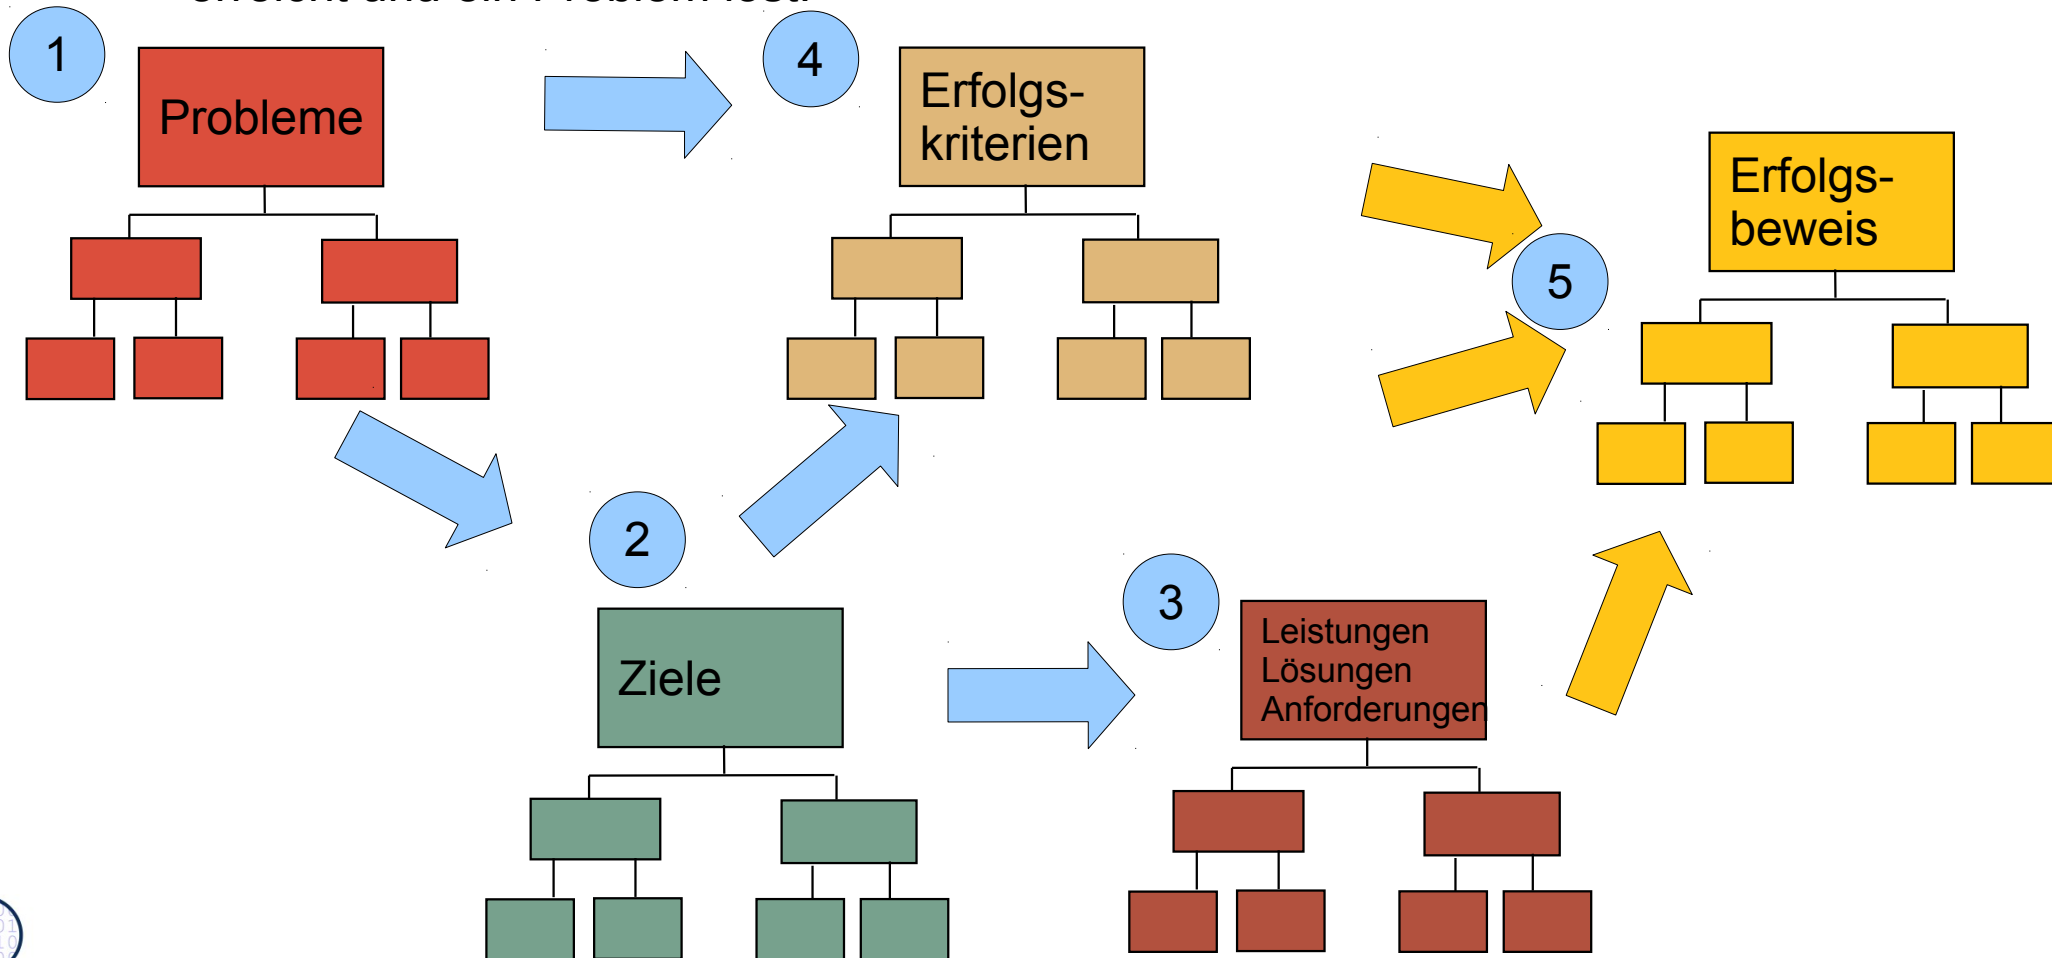 1
Probleme
4
Erfolgs-
kriterien
Erfolgs-
beweis
5
2
Ziele
3
Leistungen
Lösungen
Anforderungen